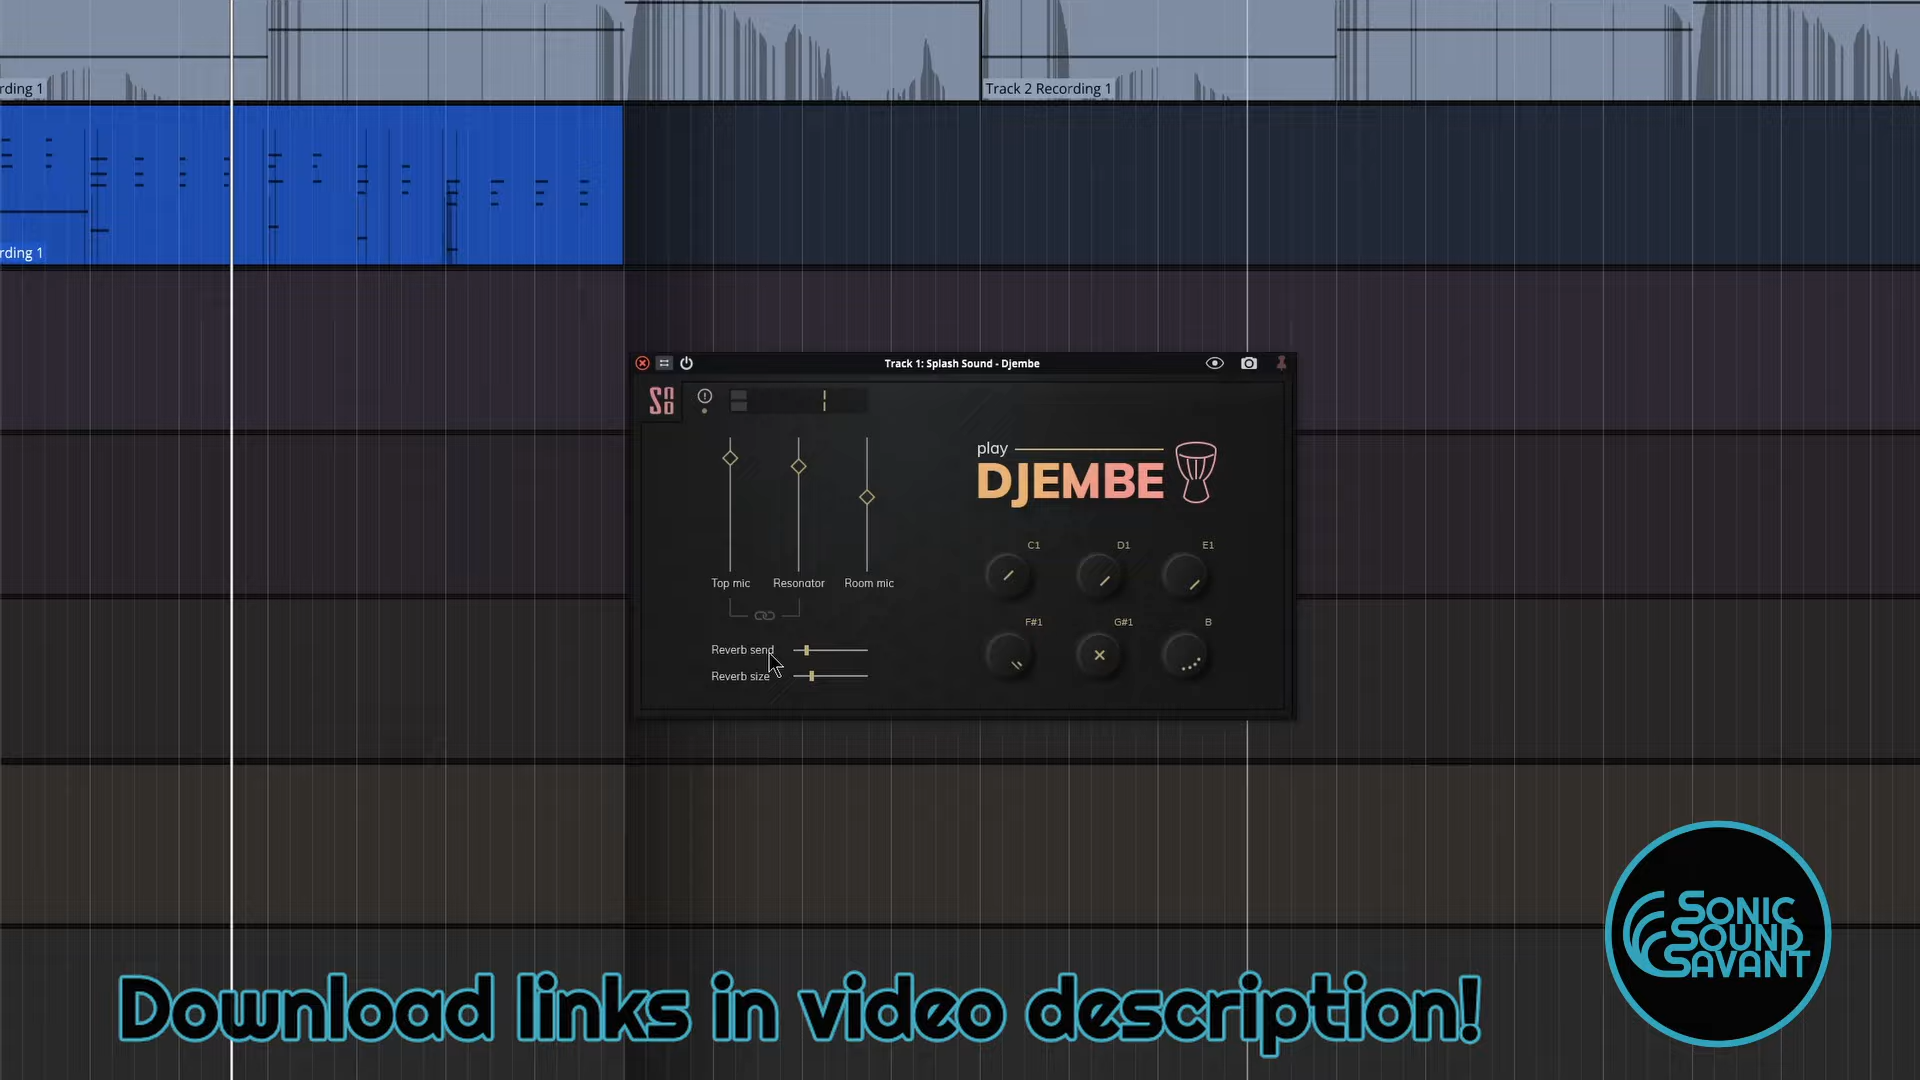 rding 1
Track 2 Recording 1
rding 1
Track 1: Splash Sound - Djembe
play
DJEMBE
C1 D1 E1
Top mic Resonator Room mic
F#1 G#1 B
Reverb send
Reverb size
SONIC
SOUND
SAVANT
Download links in video description!